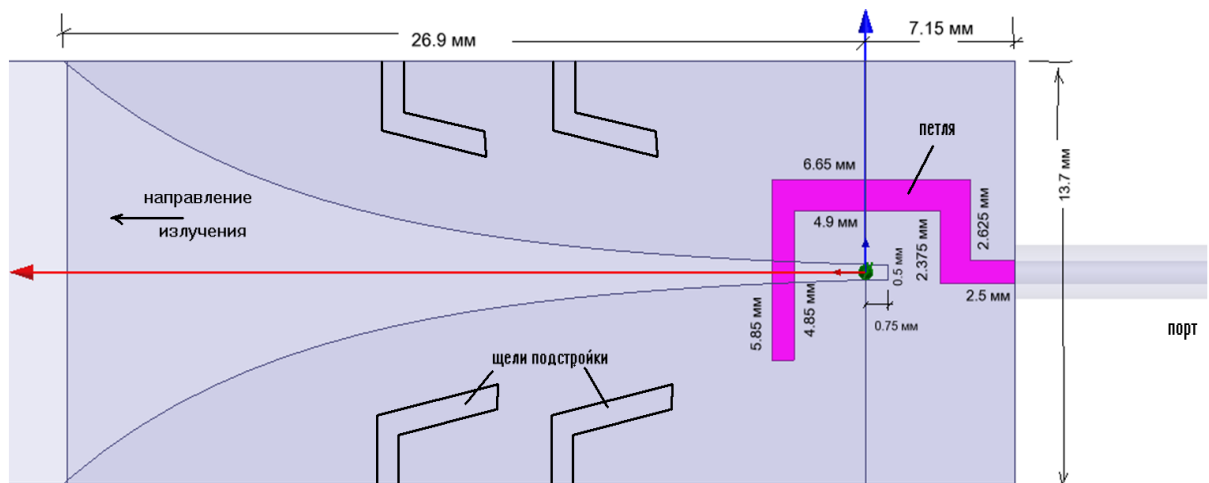 26.9 мм
7.15 мм
петля
6.65 мм
13.7 мм
направление
излучения
4.9 мм
2.375 мм
2.625 мм
0.5 мм
2.5 мм
5.85 мм
4.85 мм
0.75 мм
порт
щели подстройки